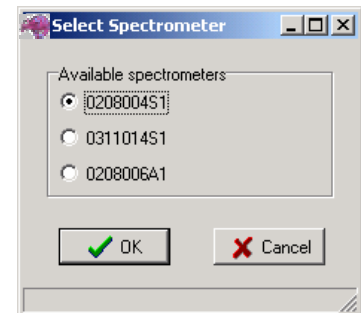 Select Spectrometer
Available spectrometers
0208004S1
0311014S1
0208006A1
OK Cancel